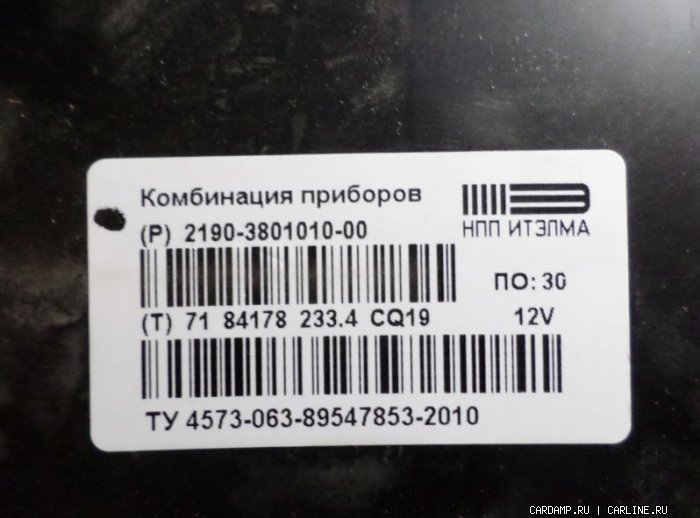 Комбинация приборов
(P) 2190-3801010-00
НПП ИТЭЛМА
ПО: 30
(T) 71 84178 233.4 CQ19
12V
ТУ 4573-063-89547853-2010
CARDAMP.RU | CARLINE.RU